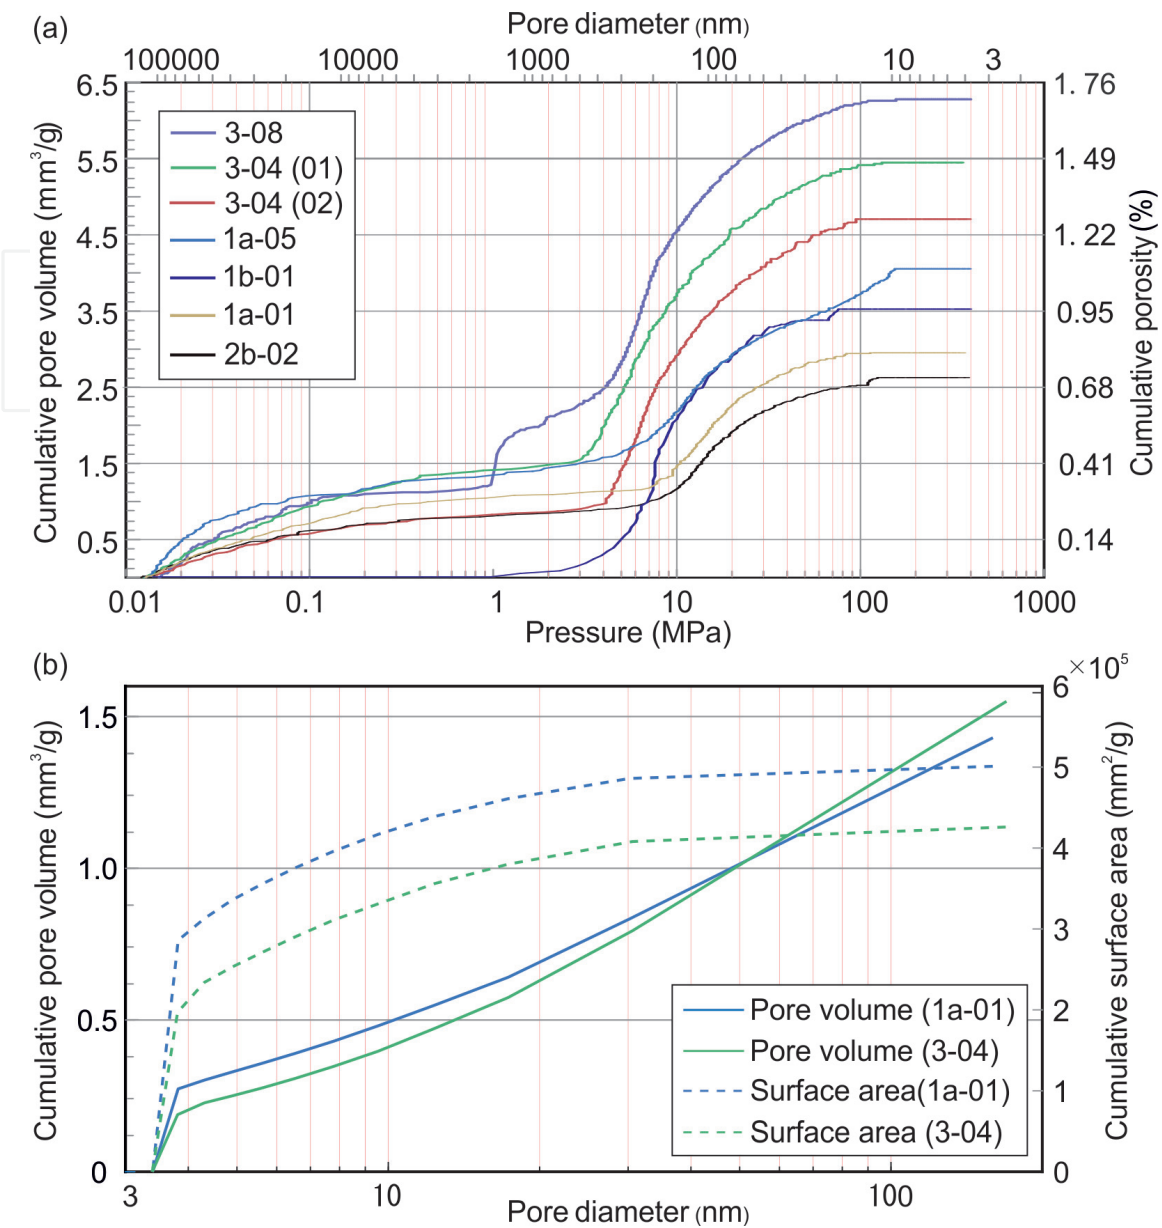 (a)
Pore diameter (nm)
100000 10000 1000 100 10 3
6.5 1.76
5.5 1.49
4.5 1.22
3.5 0.95
2.5 0.68
1.5 0.41
0.5 0.14
Cumulative pore volume (mm³/g)
Cumulative porosity (%)
3-08
3-04 (01)
3-04 (02)
1a-05
1b-01
1a-01
2b-02
0.01 0.1 1 10 100 1000
Pressure (MPa)
(b)
×10⁵
6
1.5
5
4
1.0
3
0.5 2
1
0 0
Cumulative pore volume (mm³/g)
Cumulative surface area (mm²/g)
Pore volume (1a-01)
Pore volume (3-04)
Surface area(1a-01)
Surface area (3-04)
3 10 100
Pore diameter (nm)